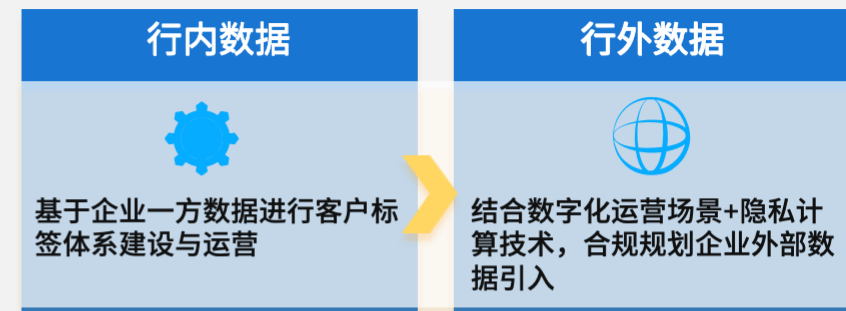 行内数据
基于企业一方数据进行客户标
签体系建设与运营
行外数据
结合数字化运营场景+隐私计
算技术，合规规划企业外部数
据引入